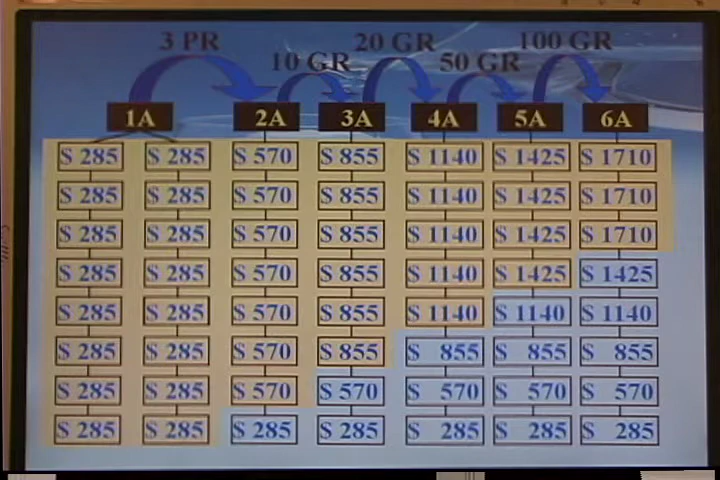 3 PR 10 GR 20 GR 50 GR 100 GR
1A 2A 3A 4A 5A 6A
$ 285 $ 285 $ 570 $ 855 $ 1140 $ 1425 $ 1710
$ 285 $ 285 $ 570 $ 855 $ 1140 $ 1425 $ 1710
$ 285 $ 285 $ 570 $ 855 $ 1140 $ 1425 $ 1710
$ 285 $ 285 $ 570 $ 855 $ 1140 $ 1425 $ 1425
$ 285 $ 285 $ 570 $ 855 $ 1140 $ 1140 $ 1140
$ 285 $ 285 $ 570 $ 855 $ 855 $ 855 $ 855
$ 285 $ 285 $ 570 $ 570 $ 570 $ 570 $ 570
$ 285 $ 285 $ 285 $ 285 $ 285 $ 285 $ 285